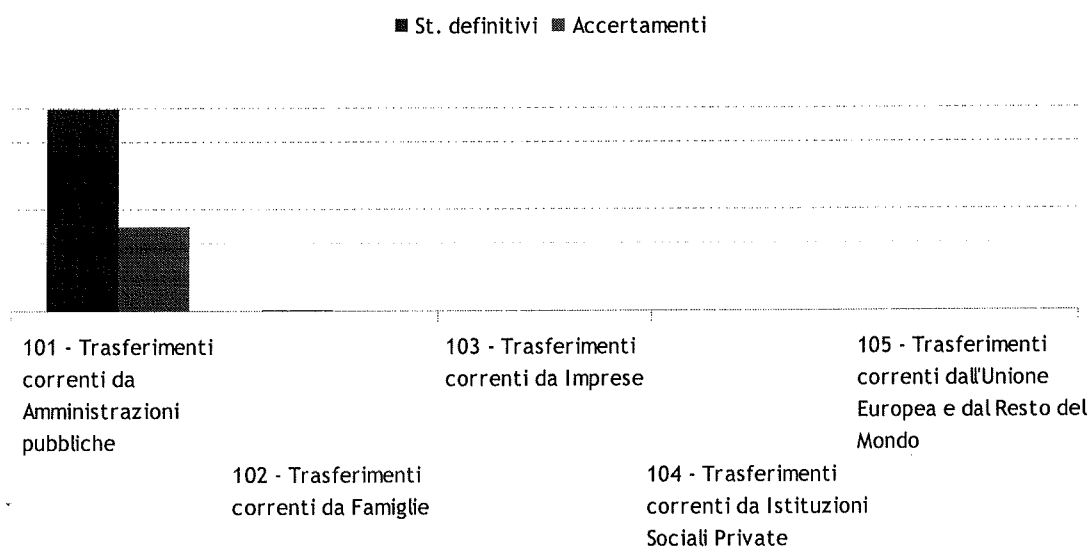 St. definitivi Accertamenti
101 - Trasferimenti
correnti da
Amministrazioni
pubbliche
102 - Trasferimenti
correnti da Famiglie
103 - Trasferimenti
correnti da Imprese
104 - Trasferimenti
correnti da Istituzioni
Sociali Private
105 - Trasferimenti
correnti dall'Unione
Europea e dal Resto del
Mondo